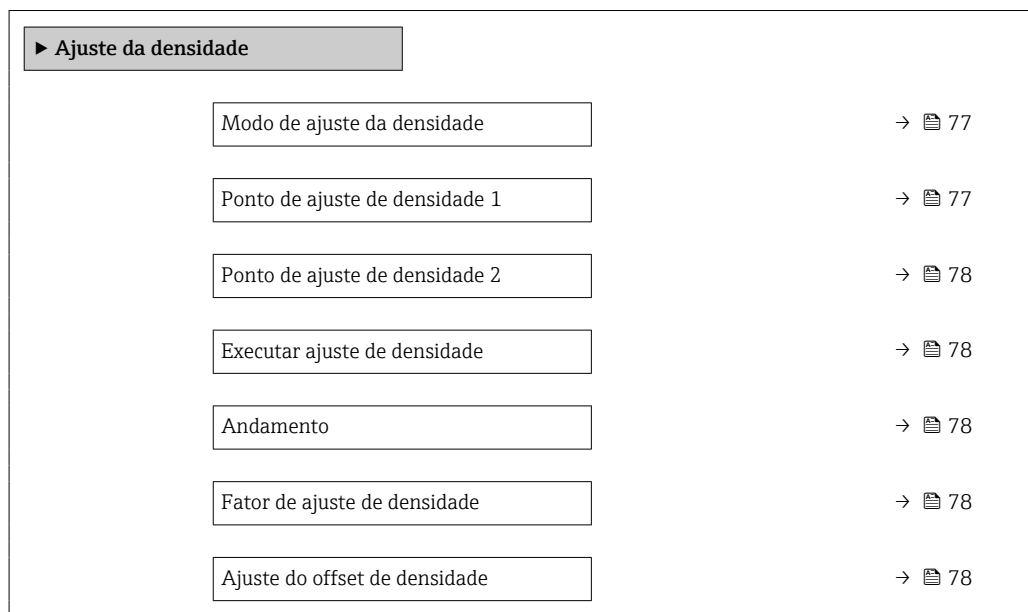 ▶ Ajuste da densidade
Modo de ajuste da densidade → 77
Ponto de ajuste de densidade 1 → 77
Ponto de ajuste de densidade 2 → 78
Executar ajuste de densidade → 78
Andamento → 78
Fator de ajuste de densidade → 78
Ajuste do offset de densidade → 78